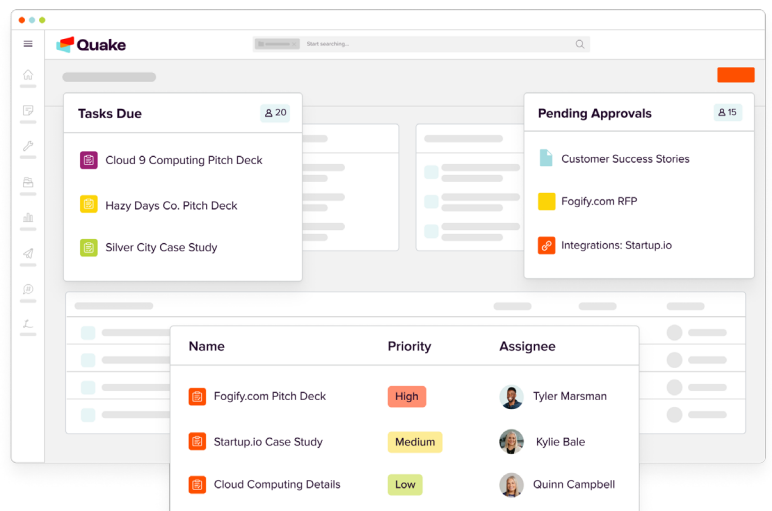 Quake
Start searching...
Tasks Due
20
Cloud 9 Computing Pitch Deck
Hazy Days Co. Pitch Deck
Silver City Case Study
Pending Approvals
15
Customer Success Stories
Fogify.com RFP
Integrations: Startup.io
Name Priority Assignee
Fogify.com Pitch Deck High Tyler Marsman
Startup.io Case Study Medium Kylie Bale
Cloud Computing Details Low Quinn Campbell